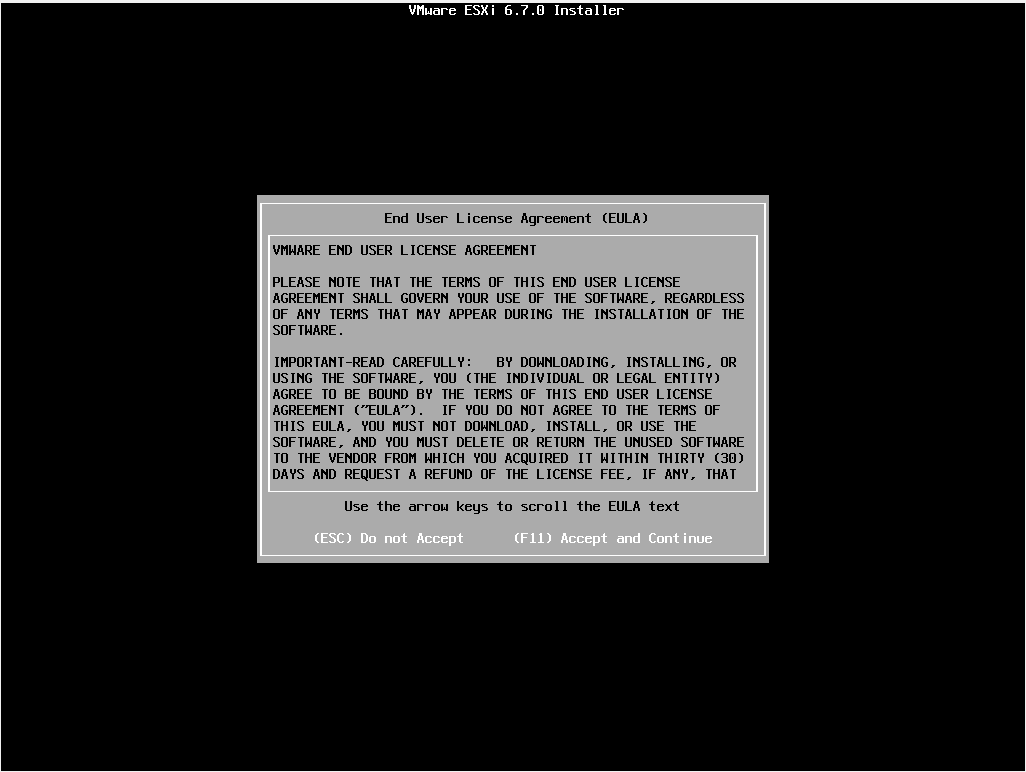 VMware ESXi 6.7.0 Installer
End User License Agreement (EULA)
VMWARE END USER LICENSE AGREEMENT
PLEASE NOTE THAT THE TERMS OF THIS END USER LICENSE
AGREEMENT SHALL GOVERN YOUR USE OF THE SOFTWARE, REGARDLESS
OF ANY TERMS THAT MAY APPEAR DURING THE INSTALLATION OF THE
SOFTWARE.
IMPORTANT-READ CAREFULLY:   BY DOWNLOADING, INSTALLING, OR
USING THE SOFTWARE, YOU (THE INDIVIDUAL OR LEGAL ENTITY)
AGREE TO BE BOUND BY THE TERMS OF THIS END USER LICENSE
AGREEMENT ("EULA").  IF YOU DO NOT AGREE TO THE TERMS OF
THIS EULA, YOU MUST NOT DOWNLOAD, INSTALL, OR USE THE
SOFTWARE, AND YOU MUST DELETE OR RETURN THE UNUSED SOFTWARE
TO THE VENDOR FROM WHICH YOU ACQUIRED IT WITHIN THIRTY (30)
DAYS AND REQUEST A REFUND OF THE LICENSE FEE, IF ANY, THAT
Use the arrow keys to scroll the EULA text
(ESC) Do not Accept      (F11) Accept and Continue